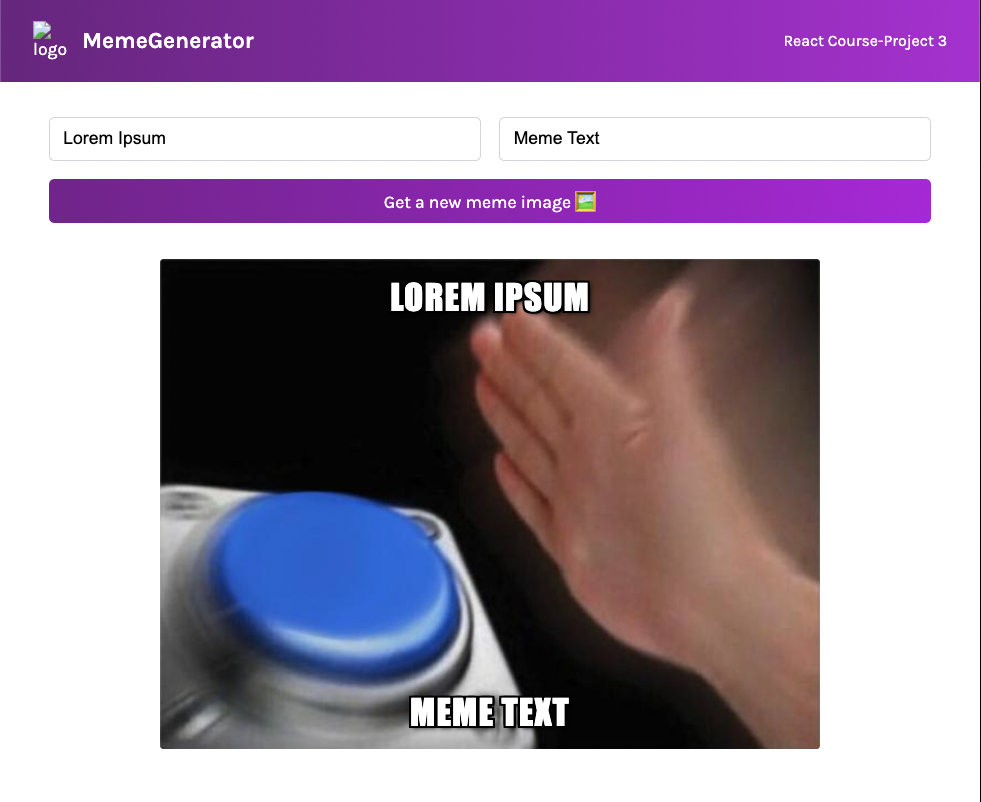 logo
MemeGenerator
React Course-Project 3
Lorem Ipsum
Meme Text
Get a new meme image 🖼️
LOREM IPSUM
MEME TEXT